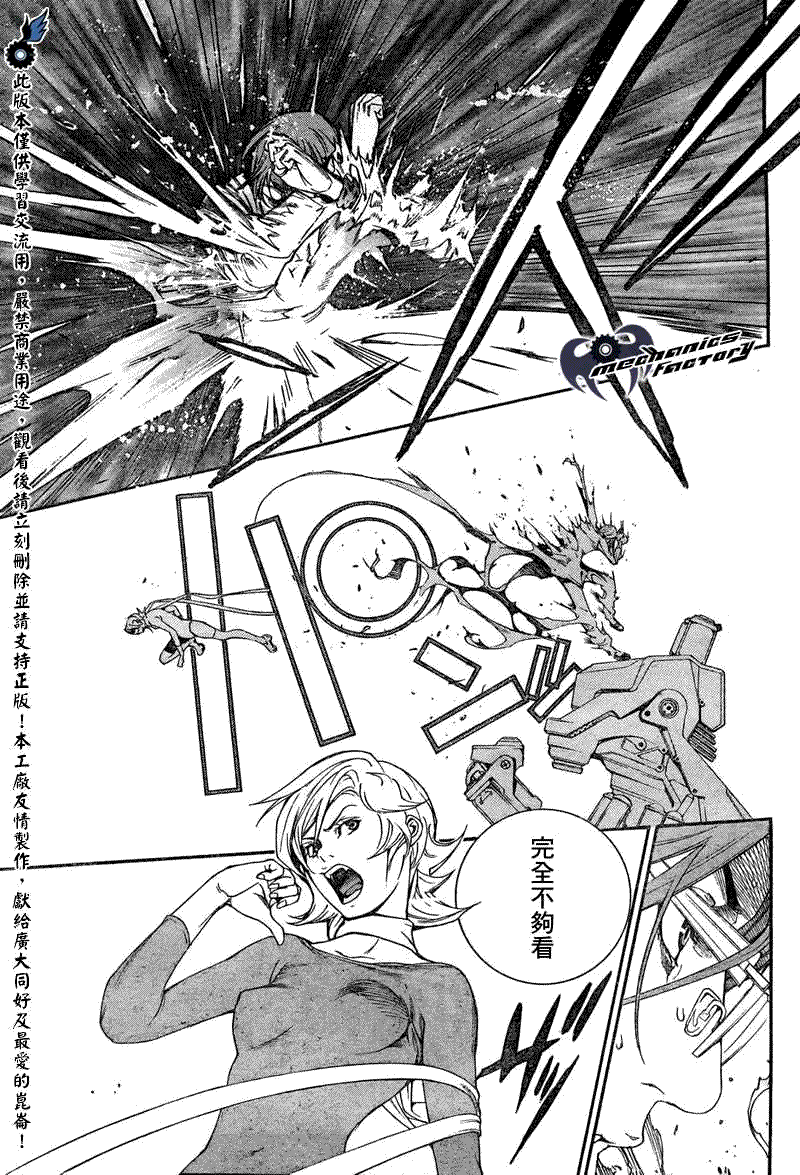 此版本僅供學習交流用，嚴禁商業用途，觀看後請立刻刪除並請支持正版！本工廠友情製作，獻給廣大同好及最愛的崑崙！
mechanics
factory
完全不夠看